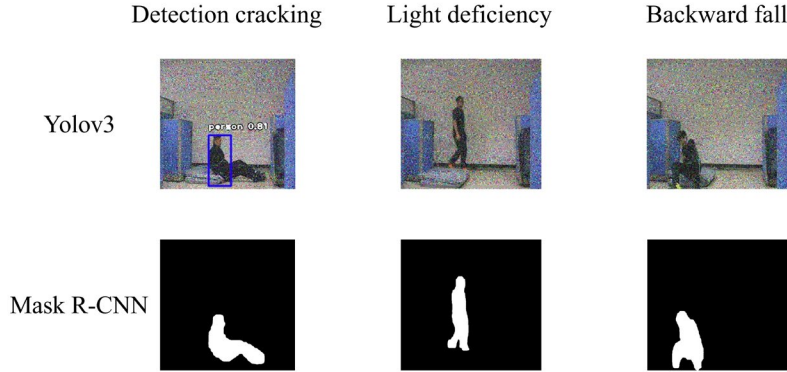 Detection cracking
Light deficiency
Backward fall
Yolov3
person 0.81
Mask R-CNN